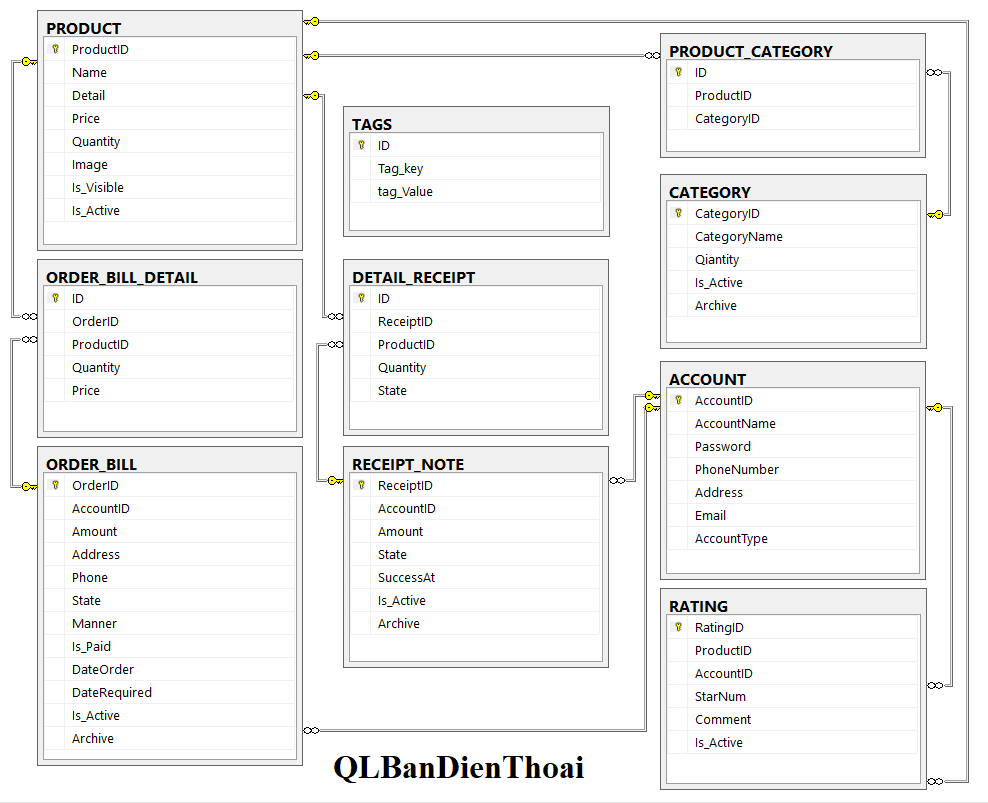 PRODUCT
ProductID
Name
Detail
Price
Quantity
Image
Is_Visible
Is_Active
ORDER_BILL_DETAIL
ID
OrderID
ProductID
Quantity
Price
ORDER_BILL
OrderID
AccountID
Amount
Address
Phone
State
Manner
Is_Paid
DateOrder
DateRequired
Is_Active
Archive
TAGS
ID
Tag_key
tag_Value
DETAIL_RECEIPT
ID
ReceiptID
ProductID
Quantity
State
RECEIPT_NOTE
ReceiptID
AccountID
Amount
State
SuccessAt
Is_Active
Archive
PRODUCT_CATEGORY
ID
ProductID
CategoryID
CATEGORY
CategoryID
CategoryName
Qiantity
Is_Active
Archive
ACCOUNT
AccountID
AccountName
Password
PhoneNumber
Address
Email
AccountType
RATING
RatingID
ProductID
AccountID
StarNum
Comment
Is_Active
QLBanDienThoai